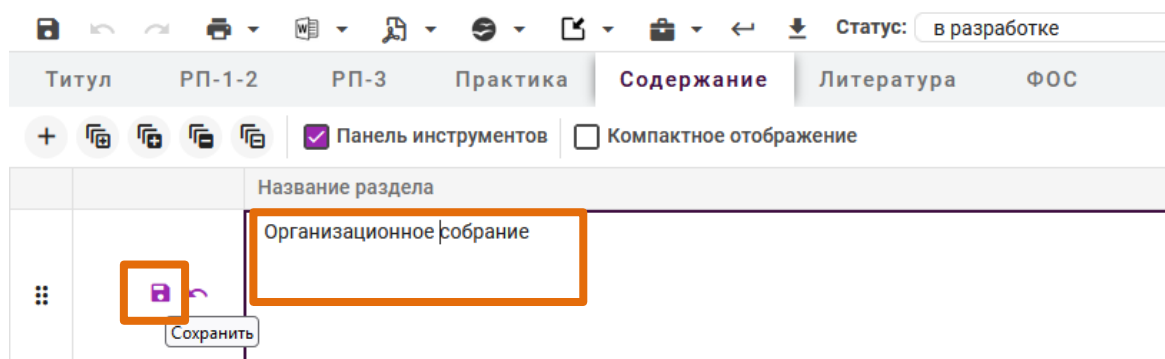 Статус: в разработке
Титул РП-1-2 РП-3 Практика Содержание Литература ФОС
Панель инструментов Компактное отображение
Название раздела
Организационное собрание
Сохранить